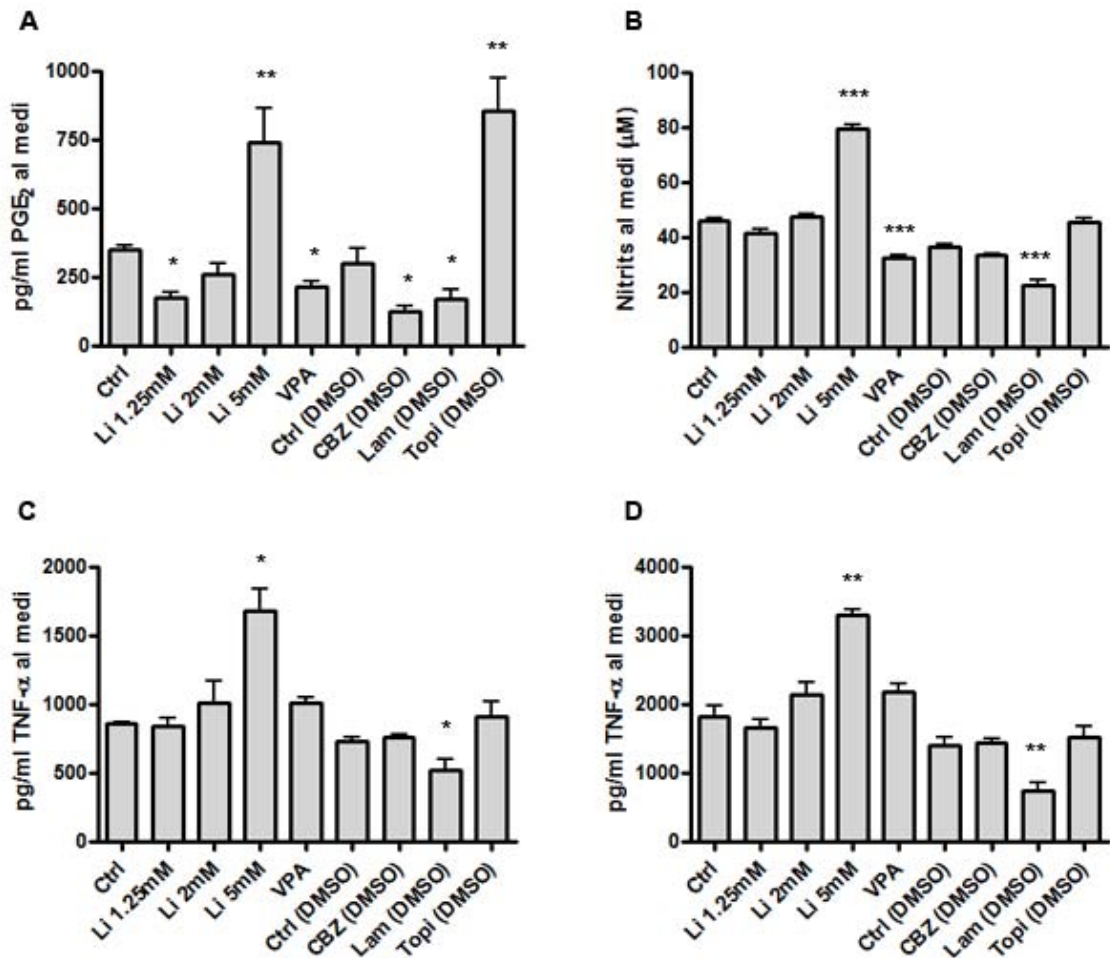 A
pg/ml PGE₂ al medi
1000
750
500
250
0
**
**
*
*
*
*
Ctrl
Li 1.25mM
Li 2mM
Li 5mM
VPA
Ctrl (DMSO)
CBZ (DMSO)
Lam (DMSO)
Topi (DMSO)
B
Nitrits al medi (µM)
100
80
60
40
20
0
***
***
***
Ctrl
Li 1.25mM
Li 2mM
Li 5mM
VPA
Ctrl (DMSO)
CBZ (DMSO)
Lam (DMSO)
Topi (DMSO)
C
pg/ml TNF-α al medi
2000
1500
1000
500
0
*
*
Ctrl
Li 1.25mM
Li 2mM
Li 5mM
VPA
Ctrl (DMSO)
CBZ (DMSO)
Lam (DMSO)
Topi (DMSO)
D
pg/ml TNF-α al medi
4000
3000
2000
1000
0
**
**
Ctrl
Li 1.25mM
Li 2mM
Li 5mM
VPA
Ctrl (DMSO)
CBZ (DMSO)
Lam (DMSO)
Topi (DMSO)